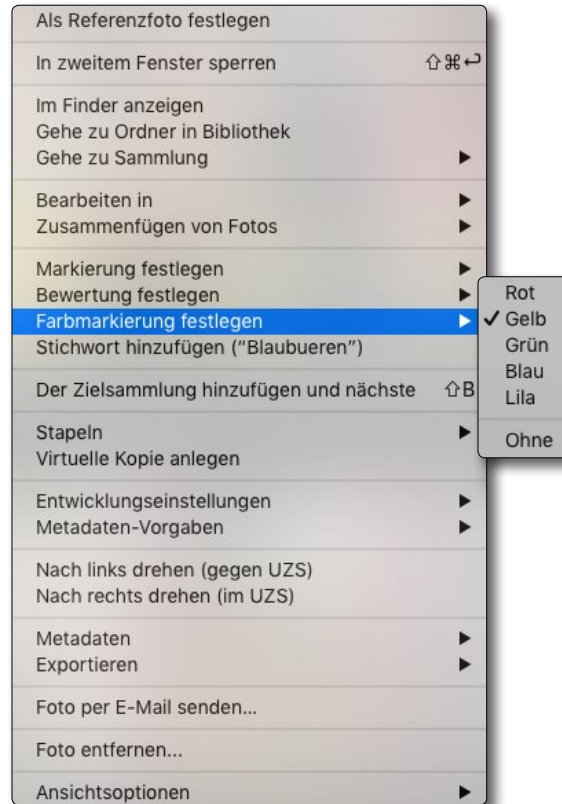 Als Referenzfoto festlegen
In zweitem Fenster sperren ⇧⌘↩
Im Finder anzeigen
Gehe zu Ordner in Bibliothek
Gehe zu Sammlung ▶
Bearbeiten in ▶
Zusammenfügen von Fotos ▶
Markierung festlegen ▶
Bewertung festlegen ▶
Farbmarkierung festlegen ▶
Stichwort hinzufügen (“Blaubueren”)
Der Zielsammlung hinzufügen und nächste ⇧B
Stapeln ▶
Virtuelle Kopie anlegen
Entwicklungseinstellungen ▶
Metadaten-Vorgaben ▶
Nach links drehen (gegen UZS)
Nach rechts drehen (im UZS)
Metadaten ▶
Exportieren ▶
Foto per E-Mail senden...
Foto entfernen...
Ansichtsoptionen ▶
Rot
✓ Gelb
Grün
Blau
Lila
Ohne